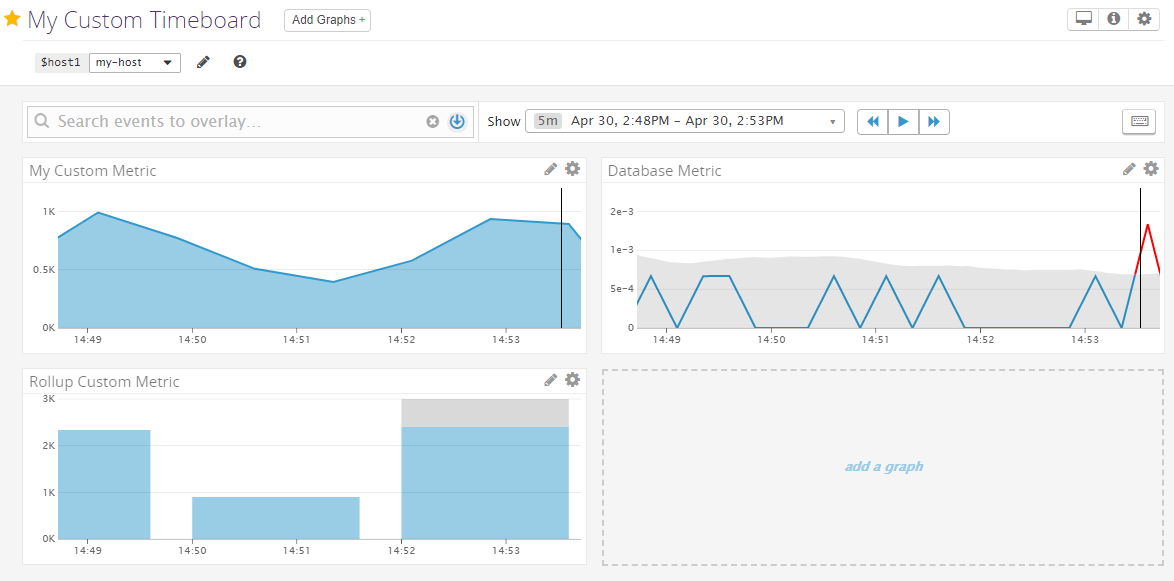 My Custom Timeboard Add Graphs +
$host1 my-host
Search events to overlay... Show 5m Apr 30, 2:48PM – Apr 30, 2:53PM
My Custom Metric
1K
0.5K
0K
14:49 14:50 14:51 14:52 14:53
Database Metric
2e-3
1e-3
5e-4
0
14:49 14:50 14:51 14:52 14:53
Rollup Custom Metric
3K
2K
1K
0K
14:49 14:50 14:51 14:52 14:53
add a graph